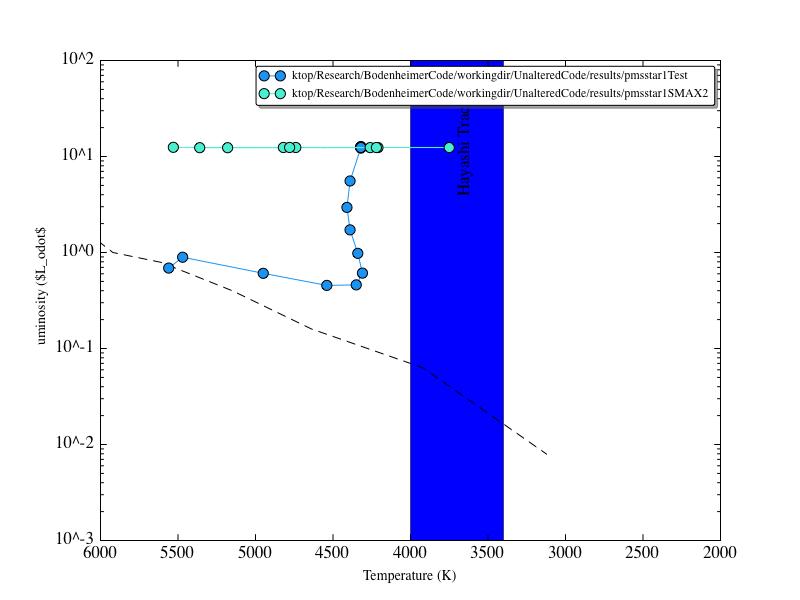 ktop/Research/BodenheimerCode/workingdir/UnalteredCode/results/pmsstar1Test
ktop/Research/BodenheimerCode/workingdir/UnalteredCode/results/pmsstar1SMAX2
Hayashi Trac
10^2
10^1
10^0
10^-1
10^-2
10^-3
uminosity ($L_odot$
6000 5500 5000 4500 4000 3500 3000 2500 2000
Temperature (K)